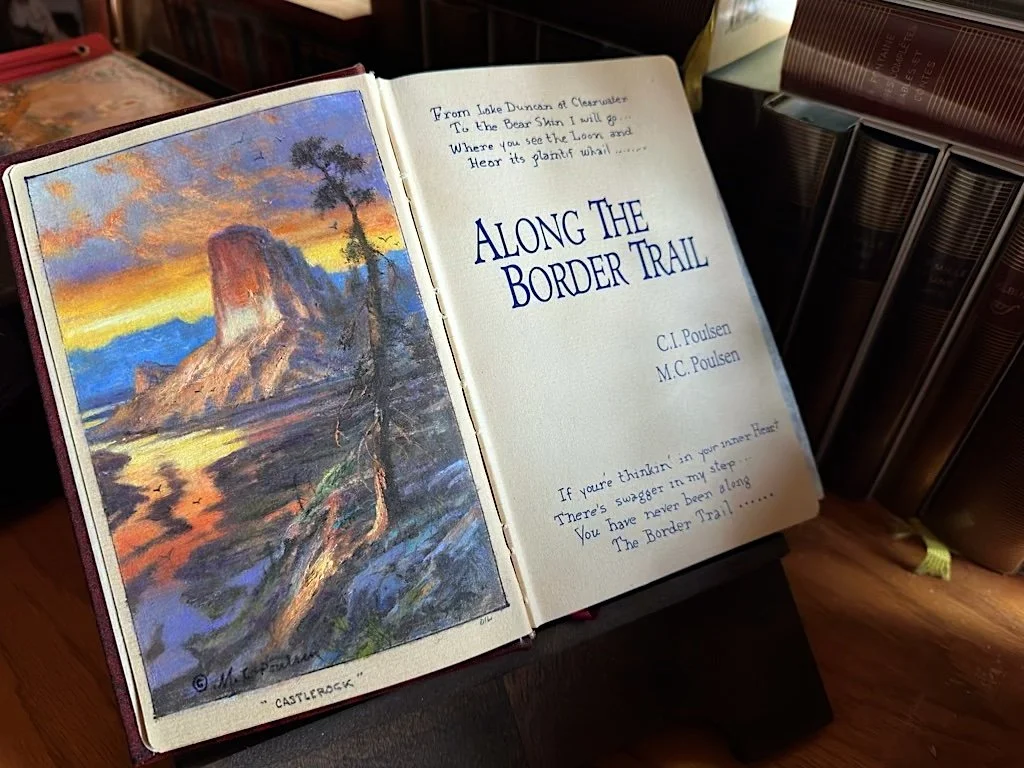 © M. C. Poulsen
"CASTLEROCK"
From Lake Duncan at Clearwater
To the Bear Skin I will go...
Where you see the Loon and
Hear its plantif whail .......
ALONG THE
BORDER TRAIL
C.I. Poulsen
M.C. Poulsen
If you're thinkin' in your inner Heart
There's swagger in my step...
You have never been along
The Border Trail ......